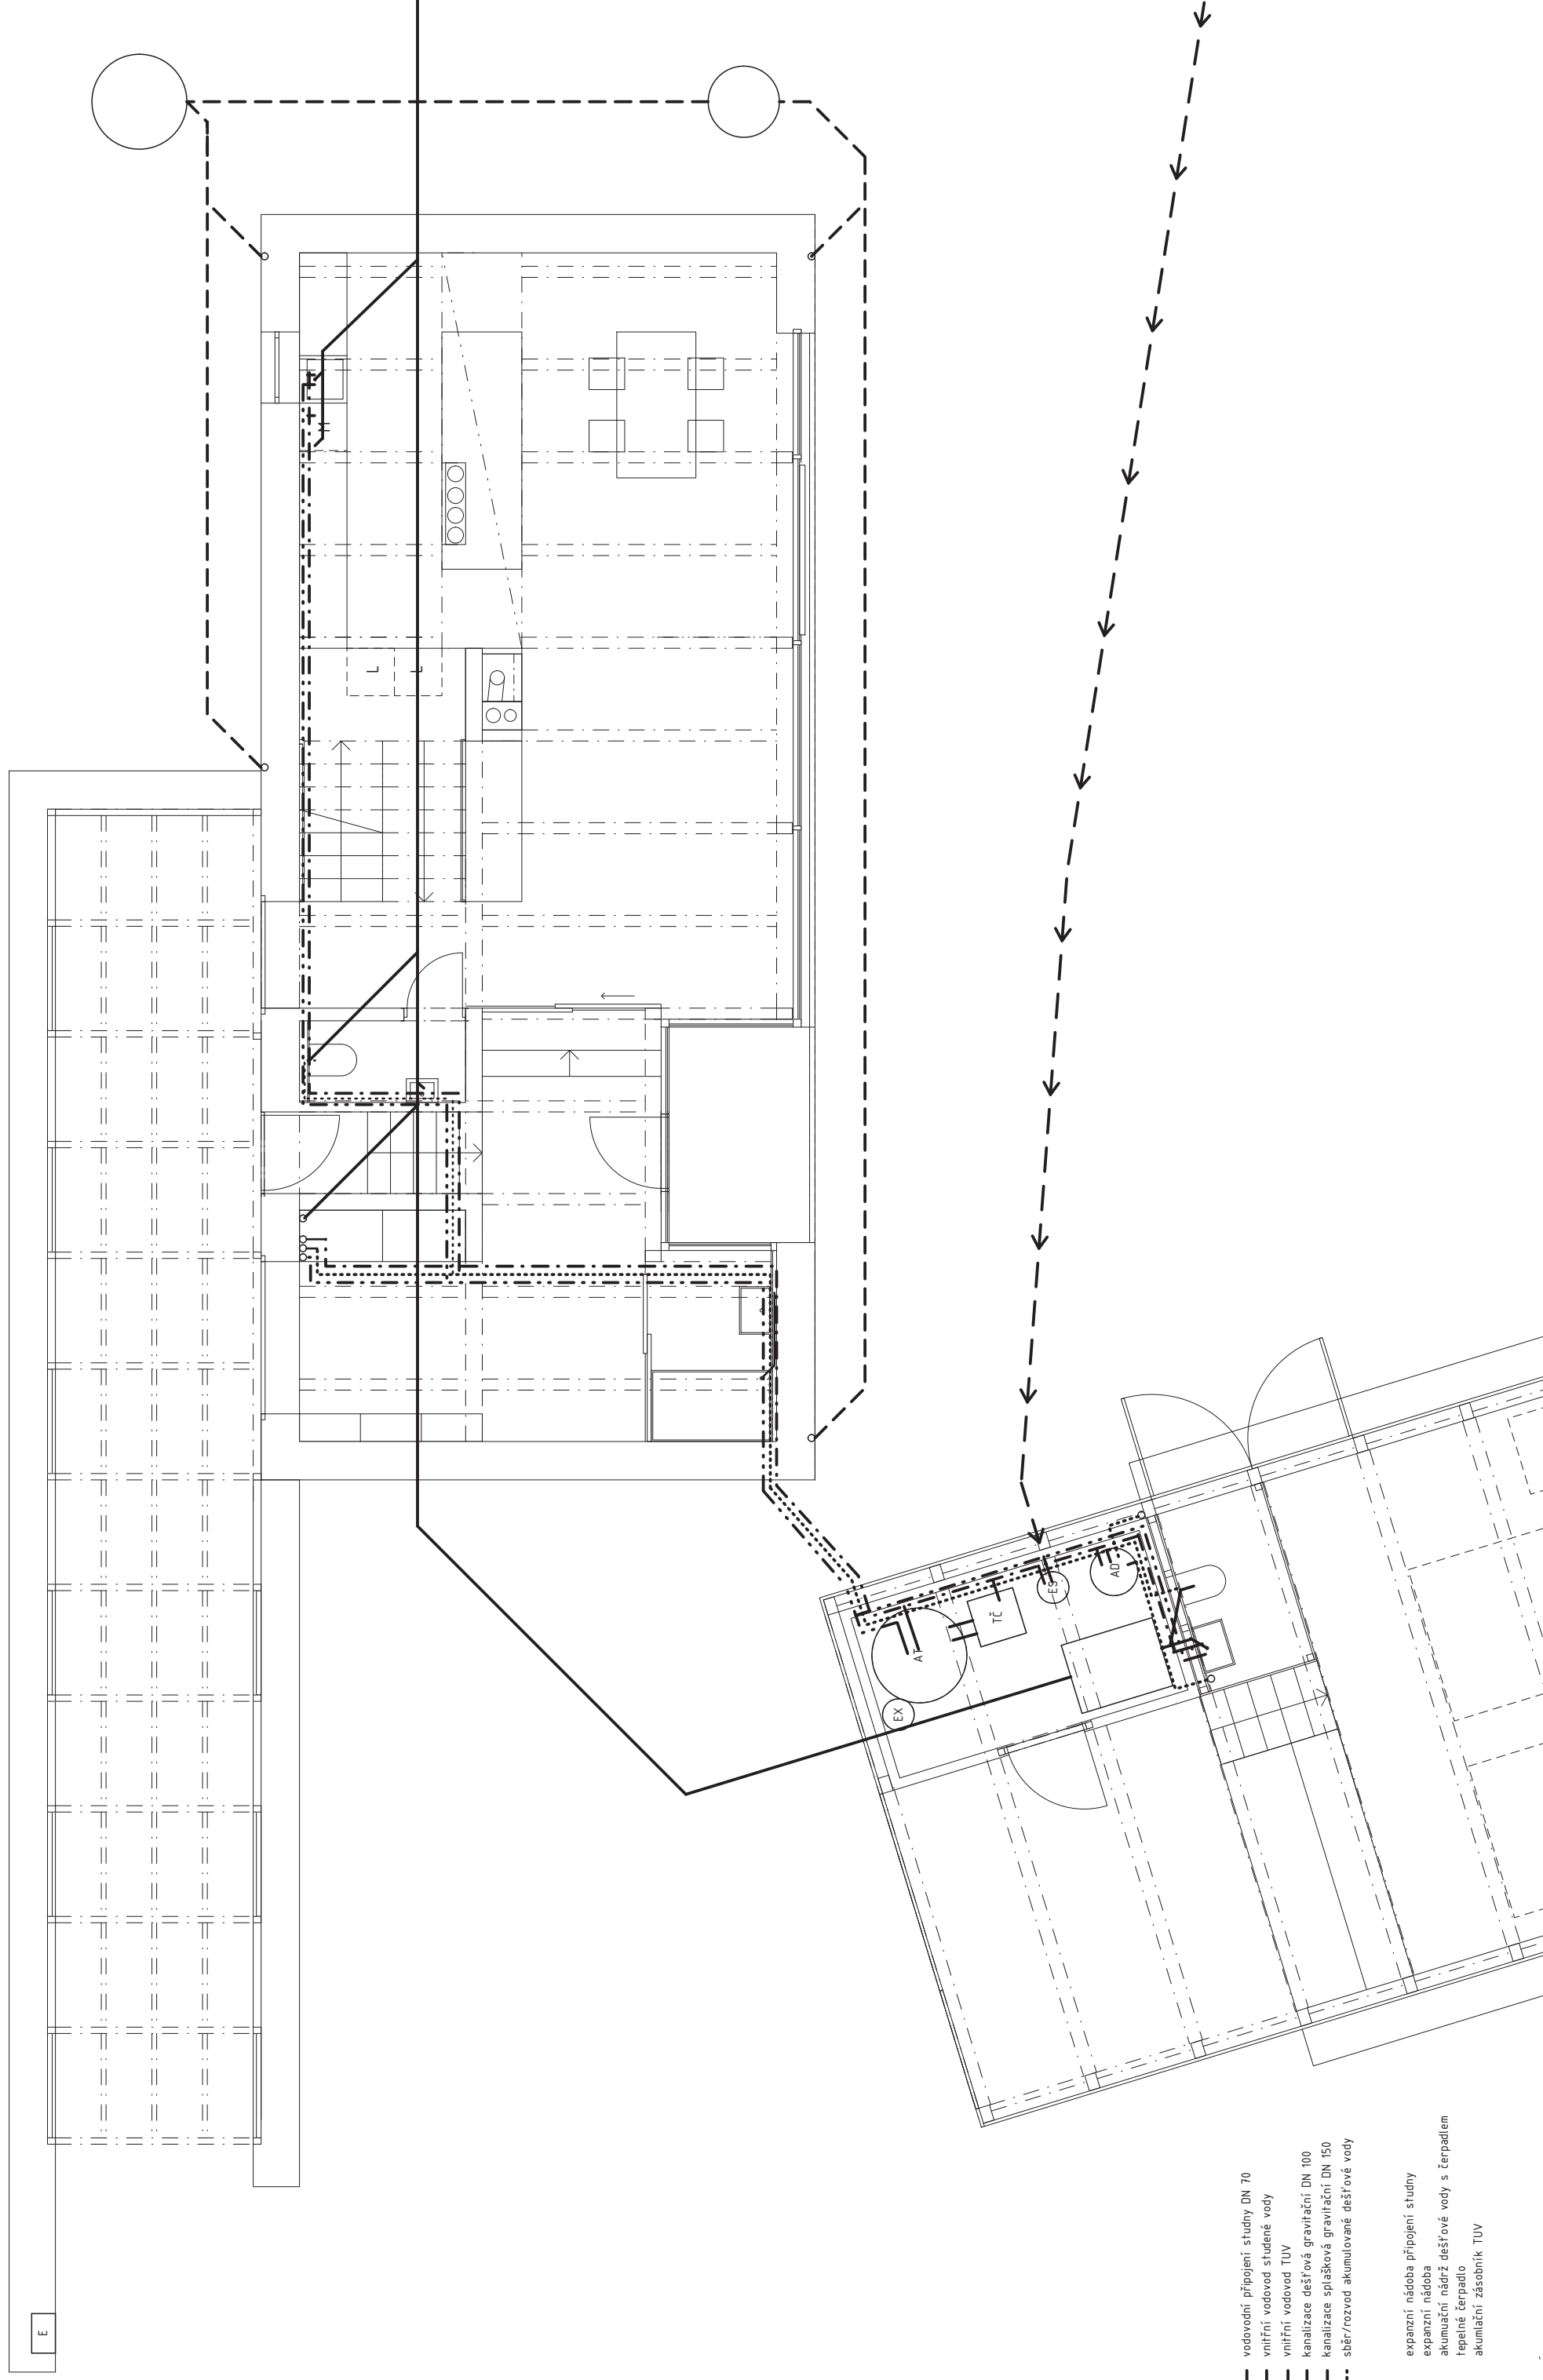 L
L
M
AT
TČ
ES
AD
EX
E
vodovodní připojení studny DN 70
vnitřní vodovod studené vody
vnitřní vodovod TUV
kanalizace dešťová gravitační DN 100
kanalizace splašková gravitační DN 150
sběr/rozvod akumulované dešťové vody
expanzní nádoba připojení studny
expanzní nádoba
akumuační nádrž dešťové vody s čerpadlem
tepelné čerpadlo
akumlační zásobník TUV